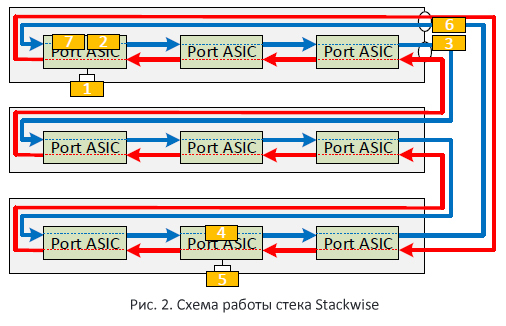 6
7 2 3
Port ASIC Port ASIC Port ASIC
1
Port ASIC Port ASIC Port ASIC
4
Port ASIC Port ASIC Port ASIC
5
Рис. 2. Схема работы стека Stackwise